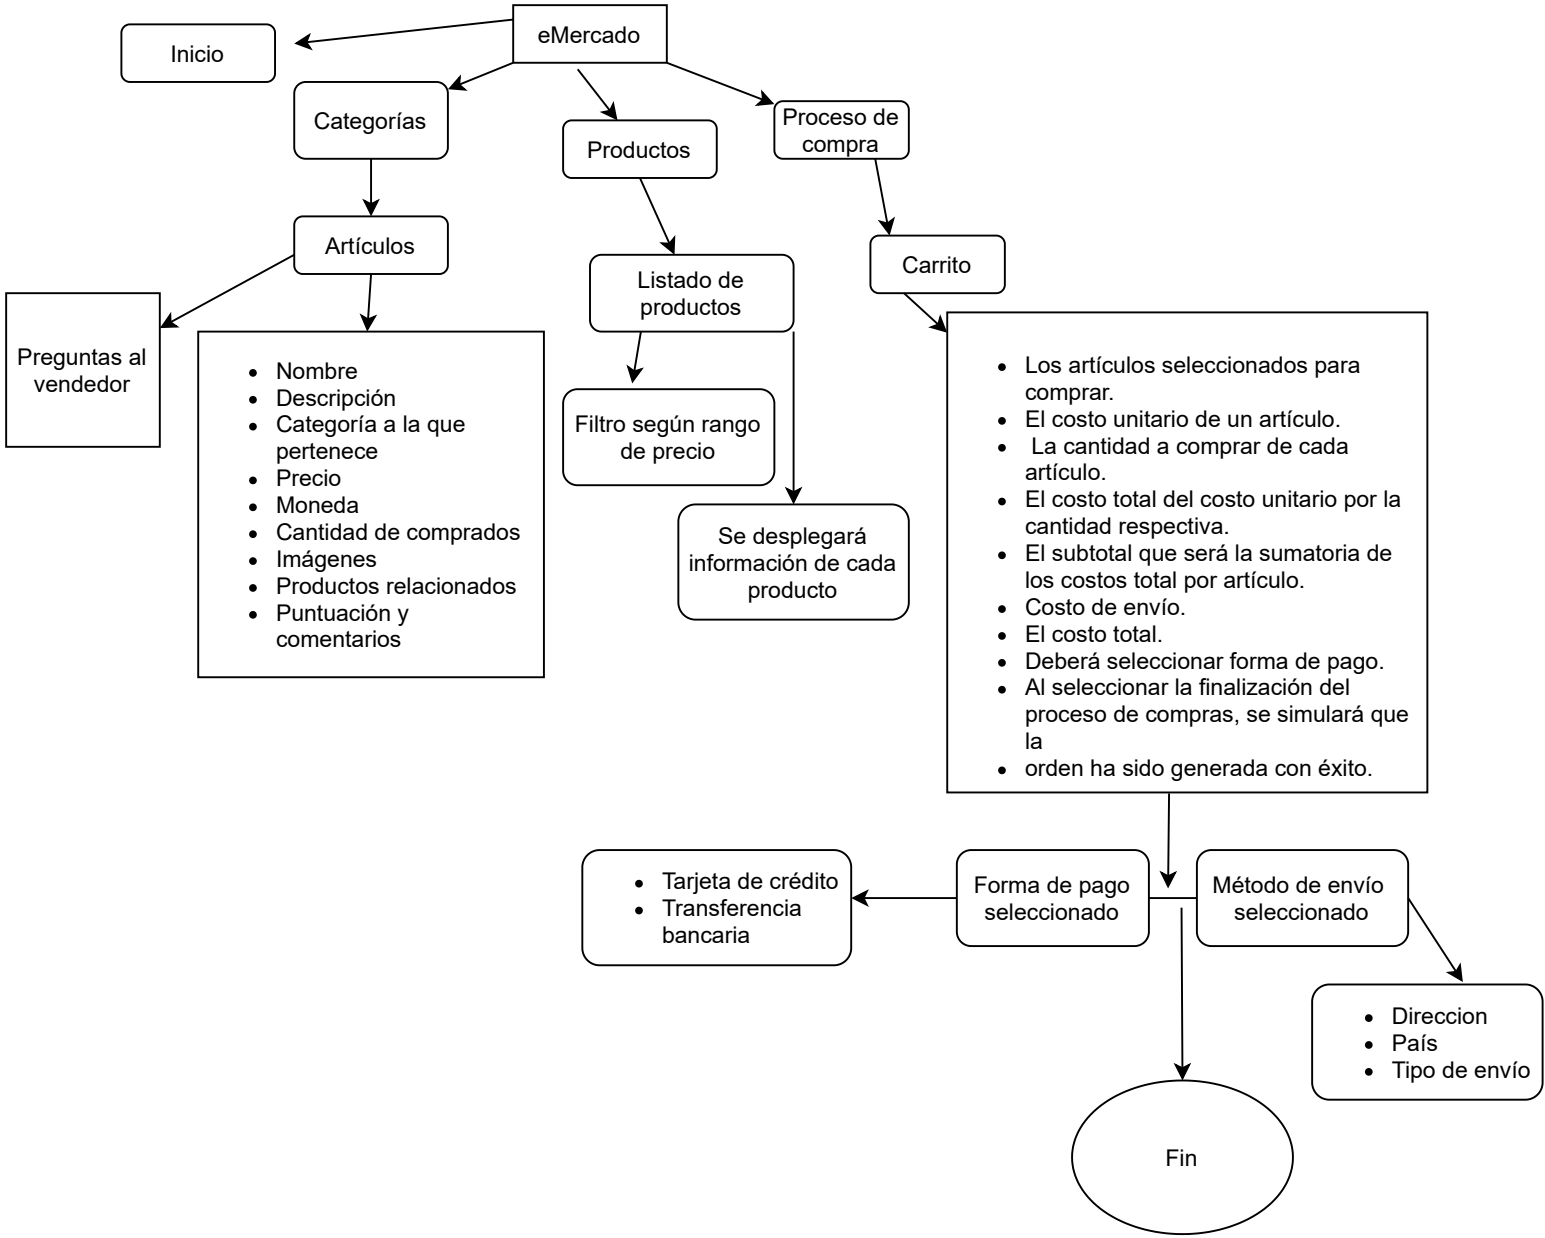 eMercado
Inicio
Categorías
Productos
Proceso de
compra
Artículos
Listado de
productos
Carrito
Preguntas al
vendedor
• Nombre
• Descripción
• Categoría a la que
pertenece
• Precio
• Moneda
• Cantidad de comprados
• Imágenes
• Productos relacionados
• Puntuación y
comentarios
Filtro según rango
de precio
Se desplegará
información de cada
producto
• Los artículos seleccionados para
comprar.
• El costo unitario de un artículo.
• La cantidad a comprar de cada
artículo.
• El costo total del costo unitario por la
cantidad respectiva.
• El subtotal que será la sumatoria de
los costos total por artículo.
• Costo de envío.
• El costo total.
• Deberá seleccionar forma de pago.
• Al seleccionar la finalización del
proceso de compras, se simulará que
la
• orden ha sido generada con éxito.
• Tarjeta de crédito
• Transferencia
bancaria
Forma de pago
seleccionado
Método de envío
seleccionado
• Direccion
• País
• Tipo de envío
Fin